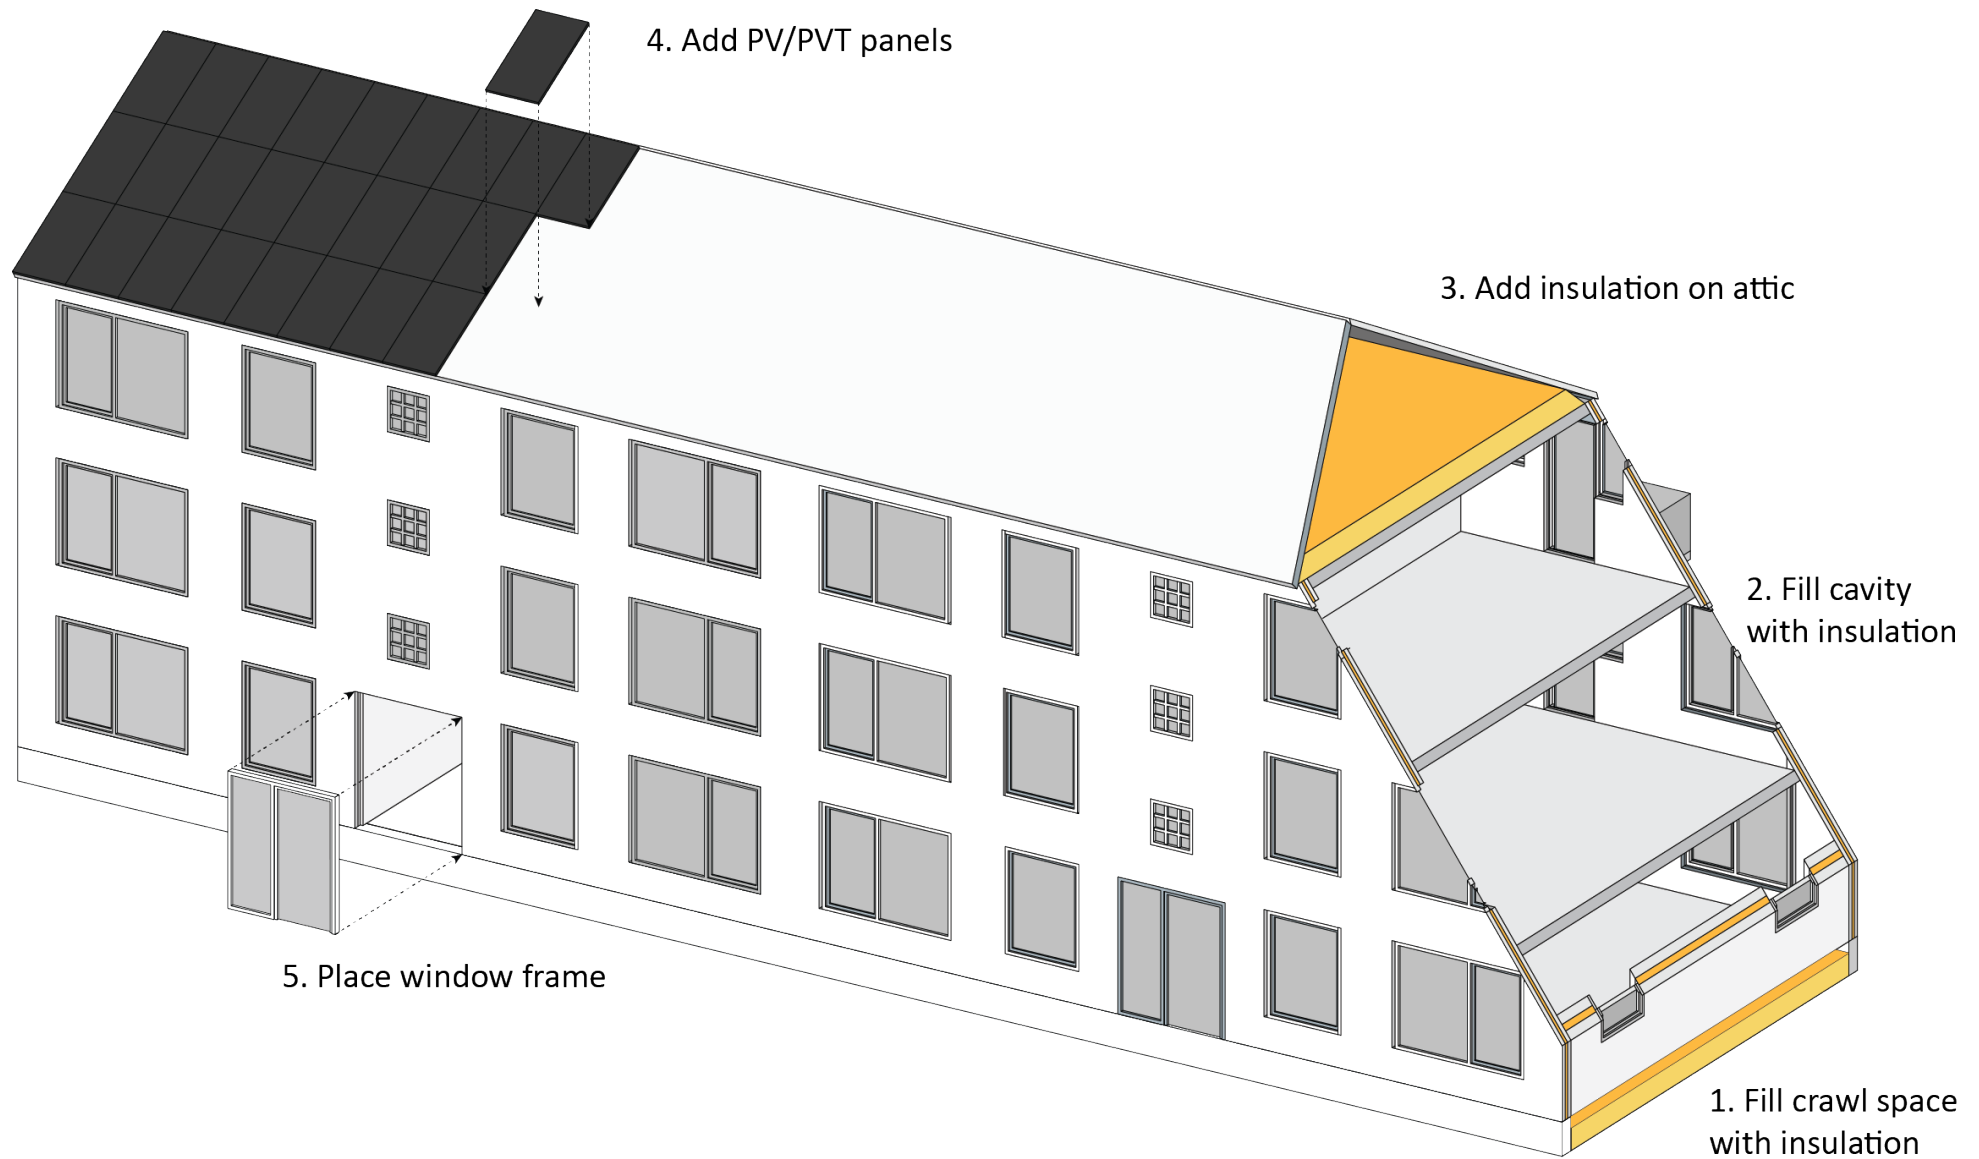 4. Add PV/PVT panels
3. Add insulation on attic
2. Fill cavity
with insulation
5. Place window frame
1. Fill crawl space
with insulation